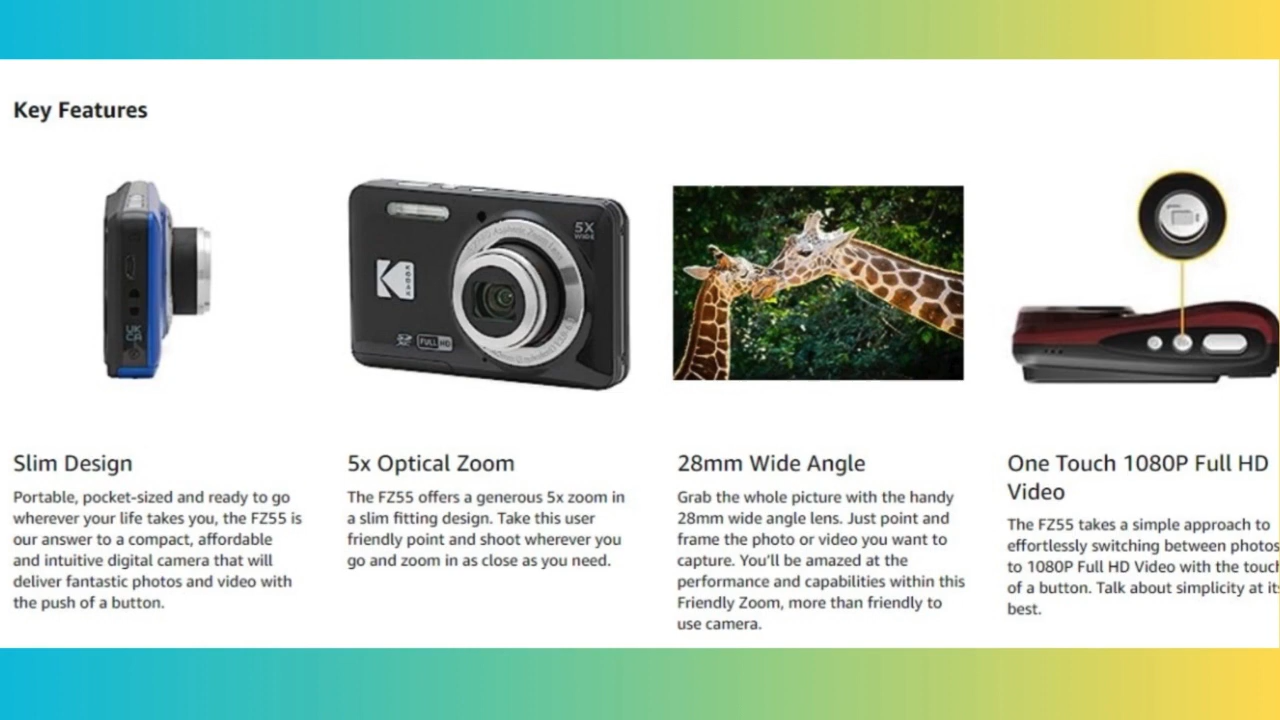 Key Features
5X
WIDE
KODAK
FULL HD
UK
CA
Slim Design
Portable, pocket-sized and ready to go
wherever your life takes you, the FZ55 is
our answer to a compact, affordable
and intuitive digital camera that will
deliver fantastic photos and video with
the push of a button.
5x Optical Zoom
The FZ55 offers a generous 5x zoom in
a slim fitting design. Take this user
friendly point and shoot wherever you
go and zoom in as close as you need.
28mm Wide Angle
Grab the whole picture with the handy
28mm wide angle lens. Just point and
frame the photo or video you want to
capture. You'll be amazed at the
performance and capabilities within this
Friendly Zoom, more than friendly to
use camera.
One Touch 1080P Full HD
Video
The FZ55 takes a simple approach to
effortlessly switching between photos
to 1080P Full HD Video with the touch
of a button. Talk about simplicity at its
best.